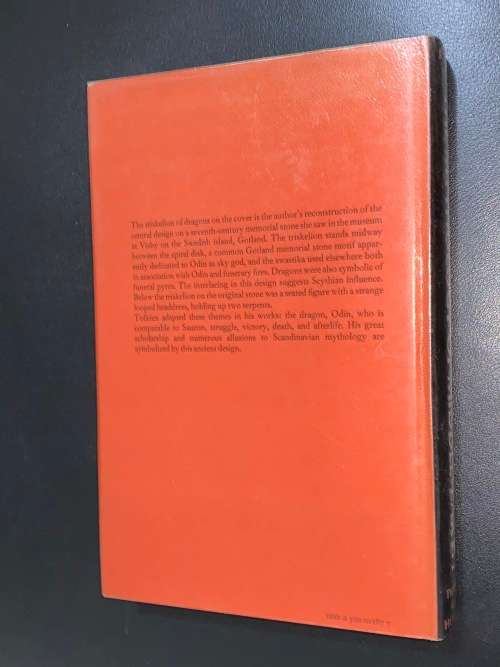 The triskelion of dragons on the cover is the author's reconstruction of the
central design on a seventh-century memorial stone she saw in the museum
at Visby on the Swedish island, Gotland. The triskelion stands midway
between the spiral disk, a common Gotland memorial stone motif appar-
ently dedicated to Odin as sky god, and the swastika used elsewhere both
in association with Odin and funerary fires. Dragons were also symbolic of
funeral pyres. The interlacing in this design suggests Scythian influence.
Below the triskelion on the original stone was a seated figure with a strange
looped headdress, holding up two serpents.
Tolkien adapted these themes in his works: the dragon, Odin, who is
comparable to Sauron, struggle, victory, death, and afterlife. His great
scholarship and numerous allusions to Scandinavian mythology are
symbolized by this ancient design.